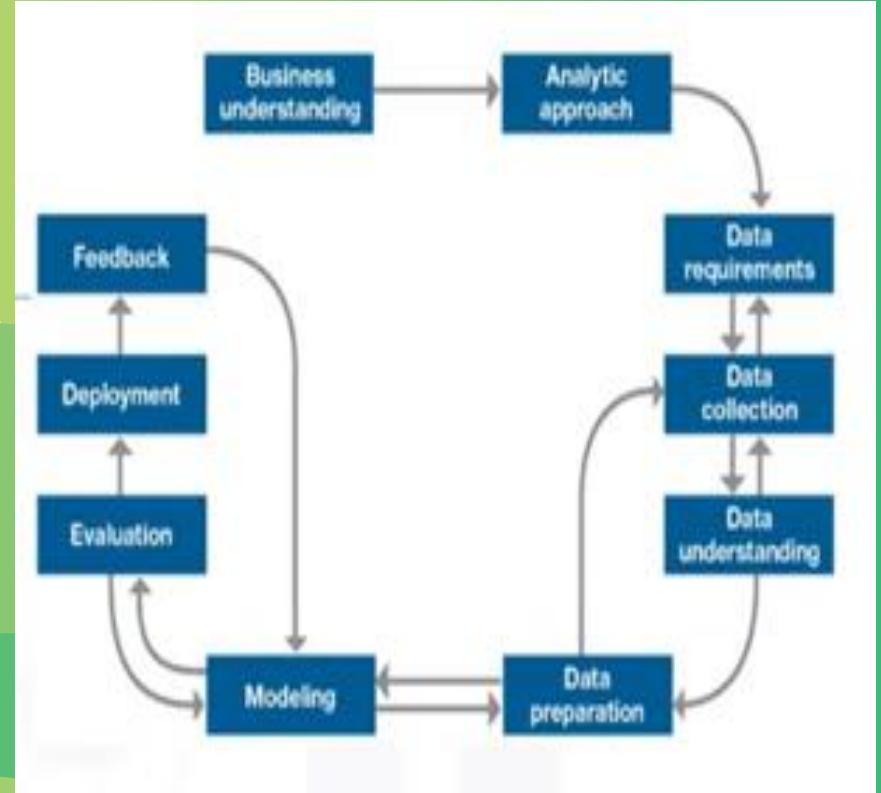 Business
understanding
Analytic
approach
Data
requirements
Data
collection
Data
understanding
Data
preparation
Modeling
Evaluation
Deployment
Feedback